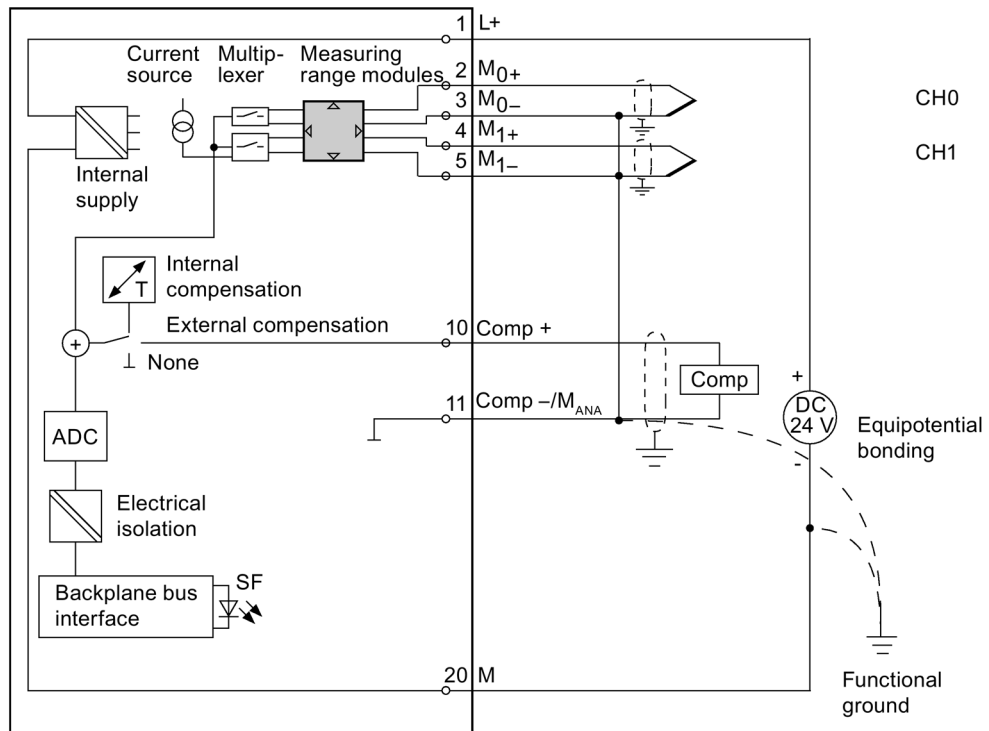 1 L+
Current source
Multip-lexer
Measuring range modules
2 M0+
3 M0–
4 M1+
5 M1–
CH0
CH1
Internal supply
T
Internal compensation
External compensation
10 Comp +
+
None
Comp
11 Comp –/MANA
+
DC 24 V
-
Equipotential bonding
ADC
Electrical isolation
SF
Backplane bus interface
20 M
Functional ground